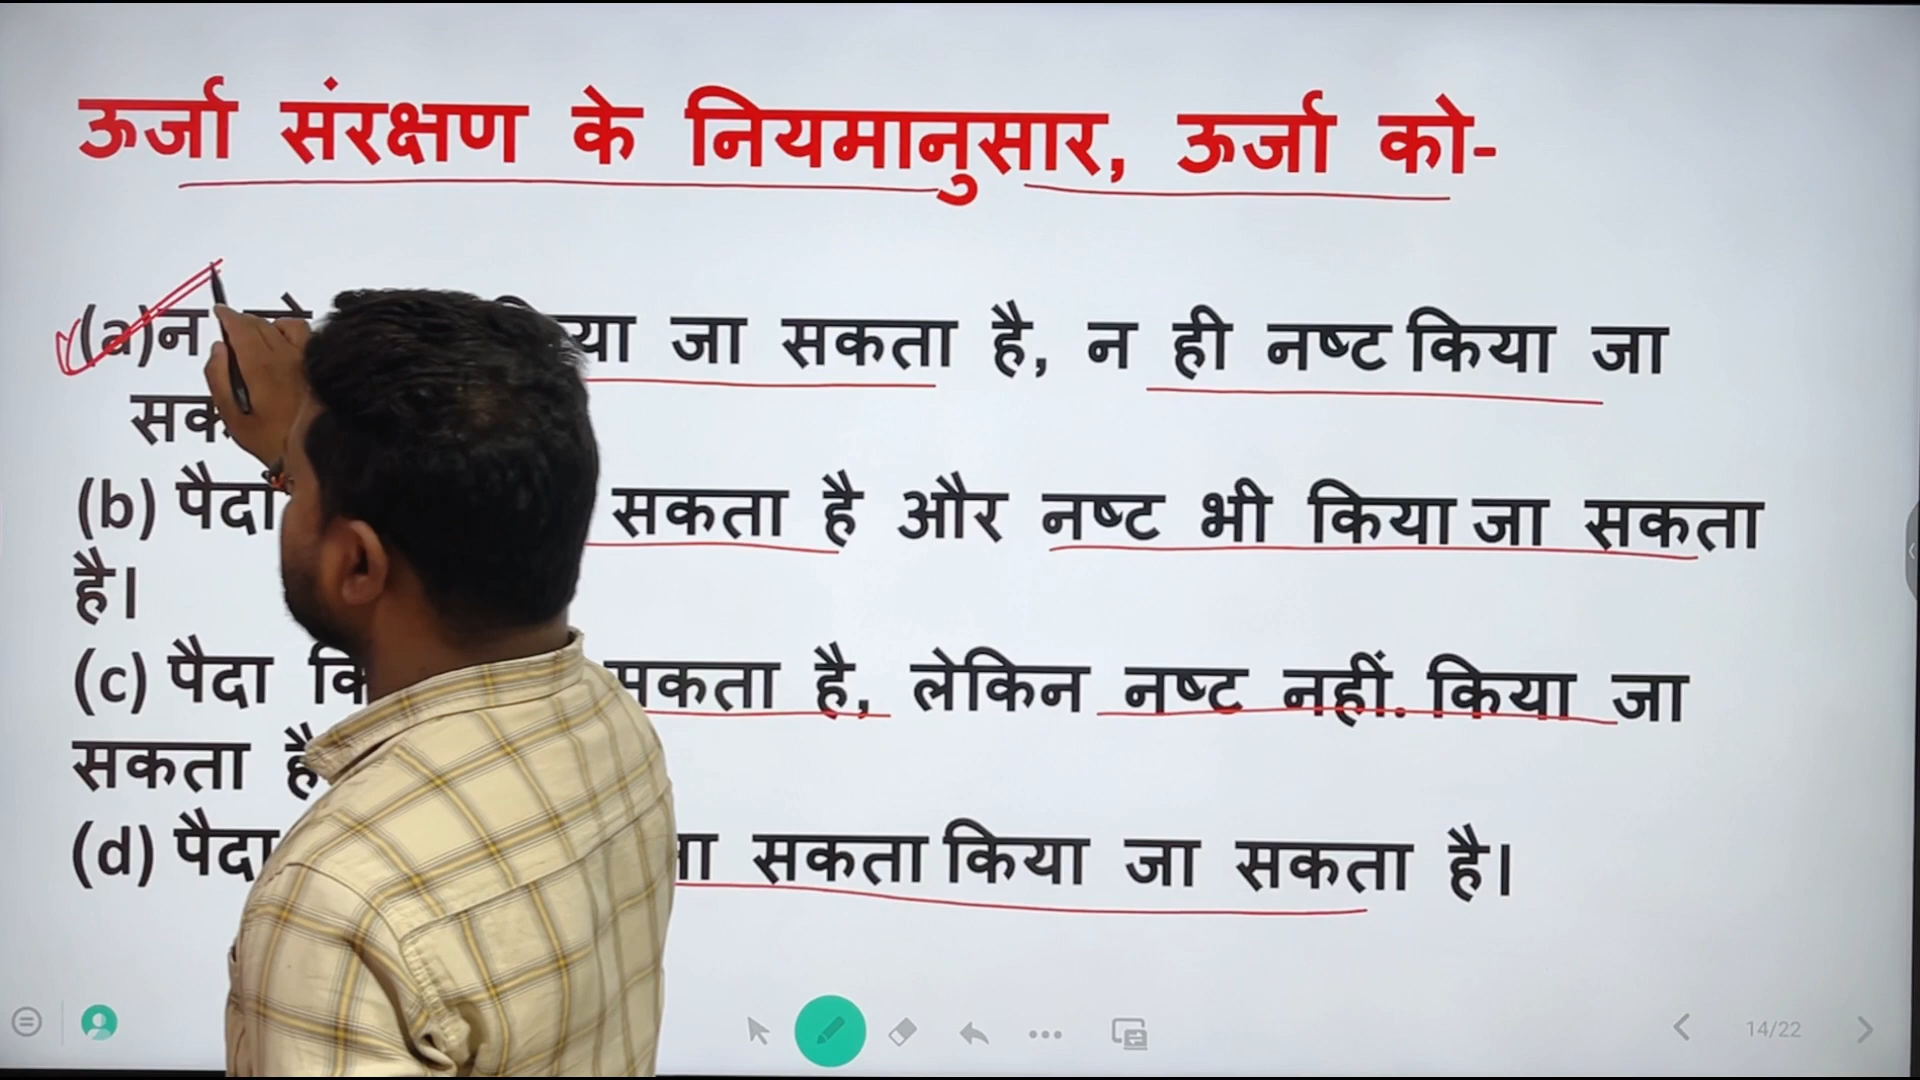 ऊर्जा संरक्षण के नियमानुसार, ऊर्जा को-
(a)न जा सकता है, न ही नष्ट किया जा
(b) पैदा सकता है और नष्ट भी किया जा सकता
है।
(c) पैदा सकता है, लेकिन नष्ट नहीं. किया जा
सकता
(d) पैदा सकता किया जा सकता है।
14/22